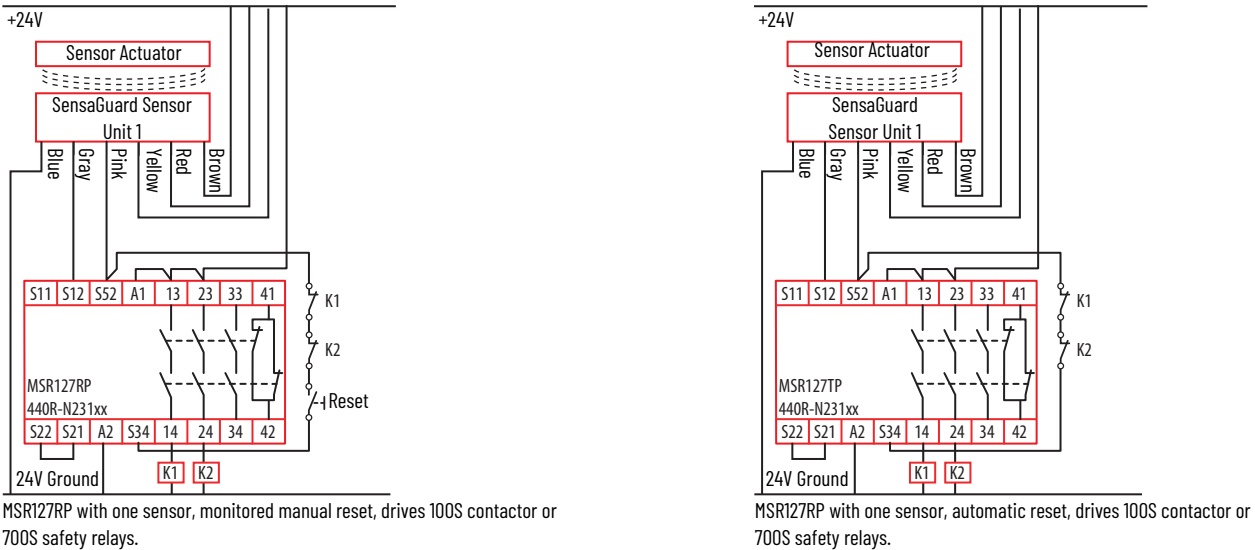 +24V
Sensor Actuator
SensaGuard Sensor
Unit 1
Blue
Gray
Pink
Yellow
Red
Brown
S11 S12 S52 A1 13 23 33 41
K1
K2
MSR127RP
440R-N231xx
Reset
S22 S21 A2 S34 14 24 34 42
24V Ground
K1 K2
MSR127RP with one sensor, monitored manual reset, drives 100S contactor or
700S safety relays.
+24V
Sensor Actuator
SensaGuard
Sensor Unit 1
Blue
Gray
Pink
Yellow
Red
Brown
S11 S12 S52 A1 13 23 33 41
K1
K2
MSR127TP
440R-N231xx
S22 S21 A2 S34 14 24 34 42
24V Ground
K1 K2
MSR127RP with one sensor, automatic reset, drives 100S contactor or
700S safety relays.